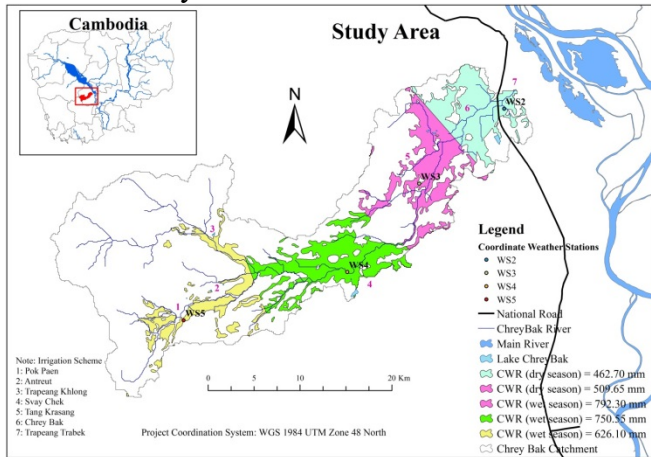 Cambodia
Study Area
N
7
WS2
6
5
WS3
3
WS4
2
4
1
WS5
Legend
Coordinate Weather Stations
WS2
WS3
WS4
WS5
National Road
ChreyBak River
Main River
Lake ChreyBak
CWR (dry season) = 462.70 mm
CWR (dry season) = 509.65 mm
CWR (wet season) = 792.30 mm
CWR (wet season) = 750.55 mm
CWR (wet season) = 626.10 mm
Chrey Bak Catchment
Note: Irrigation Scheme
1: Pok Paen
2: Antreut
3: Trapeang Khlong
4: Svay Chek
5: Tang Krasang
6: Chrey Bak
7: Trapeang Trabek
0 5 10 20 Km
Project Coordination System: WGS 1984 UTM Zone 48 North